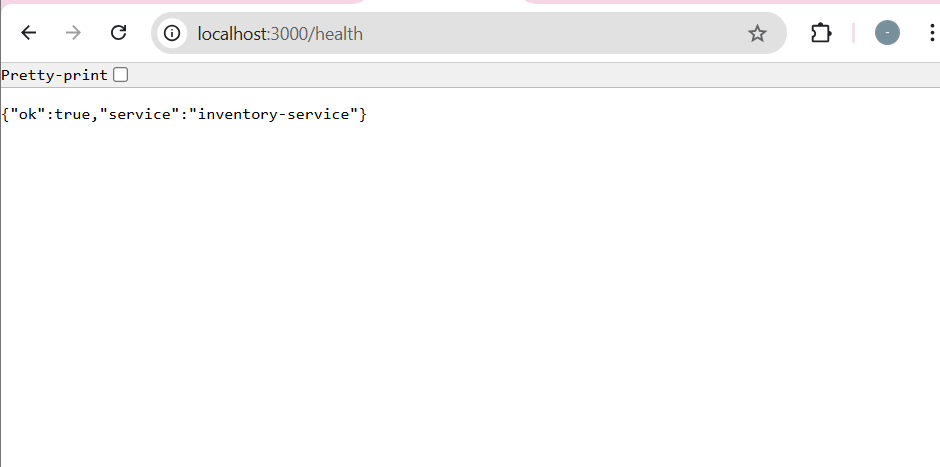 localhost:3000/health
Pretty-print
{"ok":true,"service":"inventory-service"}